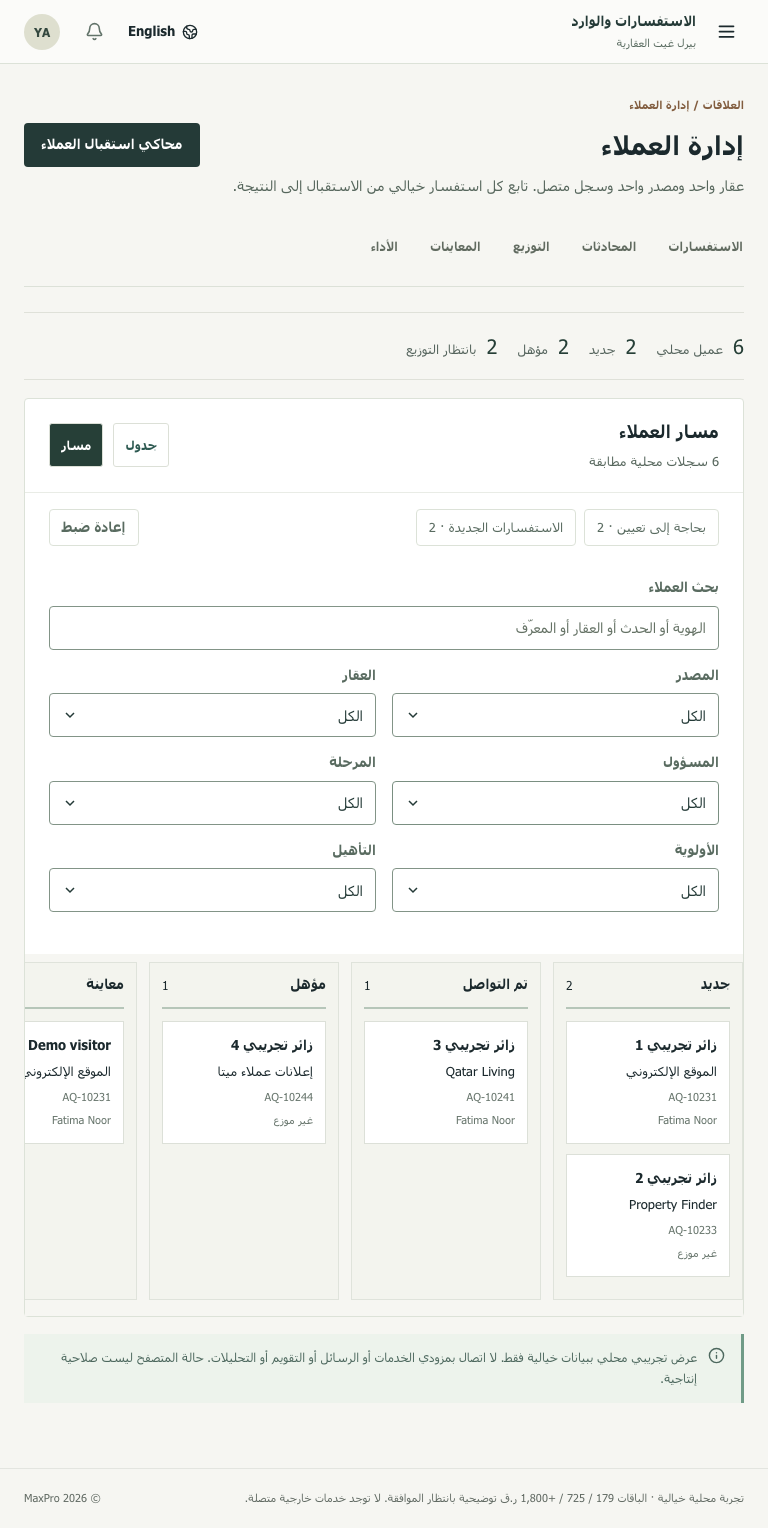 الاستفسارات والوارد
بيرل غيت العقارية
English
YA
العلاقات / إدارة العملاء
إدارة العملاء
محاكي استقبال العملاء
عقار واحد ومصدر واحد وسجل متصل. تابع كل استفسار خيالي من الاستقبال إلى النتيجة.
الاستفسارات المحادثات التوزيع المعاينات الأداء
6 عميل محلي 2 جديد 2 مؤهل 2 بانتظار التوزيع
مسار العملاء
6 سجلات محلية مطابقة
جدول
مسار
بحاجة إلى تعيين · 2
الاستفسارات الجديدة · 2
إعادة ضبط
بحث العملاء
الهوية أو الحدث أو العقار أو المعرّف
المصدر
العقار
الكل
الكل
المسؤول
المرحلة
الكل
الكل
الأولوية
التأهيل
الكل
الكل
جديد 2
زائر تجريبي 1
الموقع الإلكتروني
AQ-10231
Fatima Noor
زائر تجريبي 2
Property Finder
AQ-10233
غير موزع
تم التواصل 1
زائر تجريبي 3
Qatar Living
AQ-10241
Fatima Noor
مؤهل 1
زائر تجريبي 4
إعلانات عملاء ميتا
AQ-10244
غير موزع
معاينة
Demo visitor
الموقع الإلكتروني
AQ-10231
Fatima Noor
عرض تجريبي محلي ببيانات خيالية فقط. لا اتصال بمزودي الخدمات أو الرسائل أو التقويم أو التحليلات. حالة المتصفح ليست صلاحية
إنتاجية.
تجربة محلية خيالية · الباقات 179 / 725 / +1,800 ر.ق توضيحية بانتظار الموافقة. لا توجد خدمات خارجية متصلة.
© 2026 MaxPro